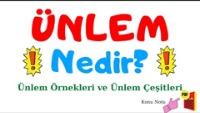 ÜNLEM
Nedir?
Ünlem Örnekleri ve Ünlem Çeşitleri
Konu Notu